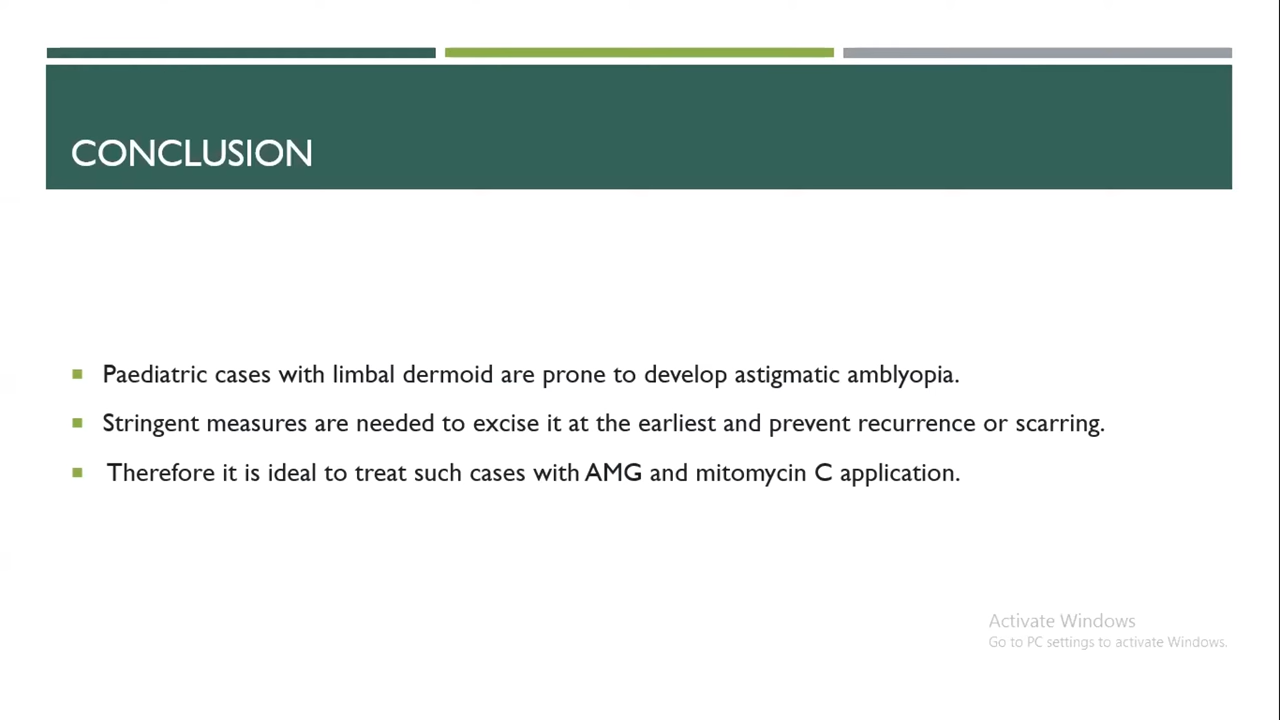 CONCLUSION
Paediatric cases with limbal dermoid are prone to develop astigmatic amblyopia.
Stringent measures are needed to excise it at the earliest and prevent recurrence or scarring.
Therefore it is ideal to treat such cases with AMG and mitomycin C application.
Activate Windows
Go to PC settings to activate Windows.